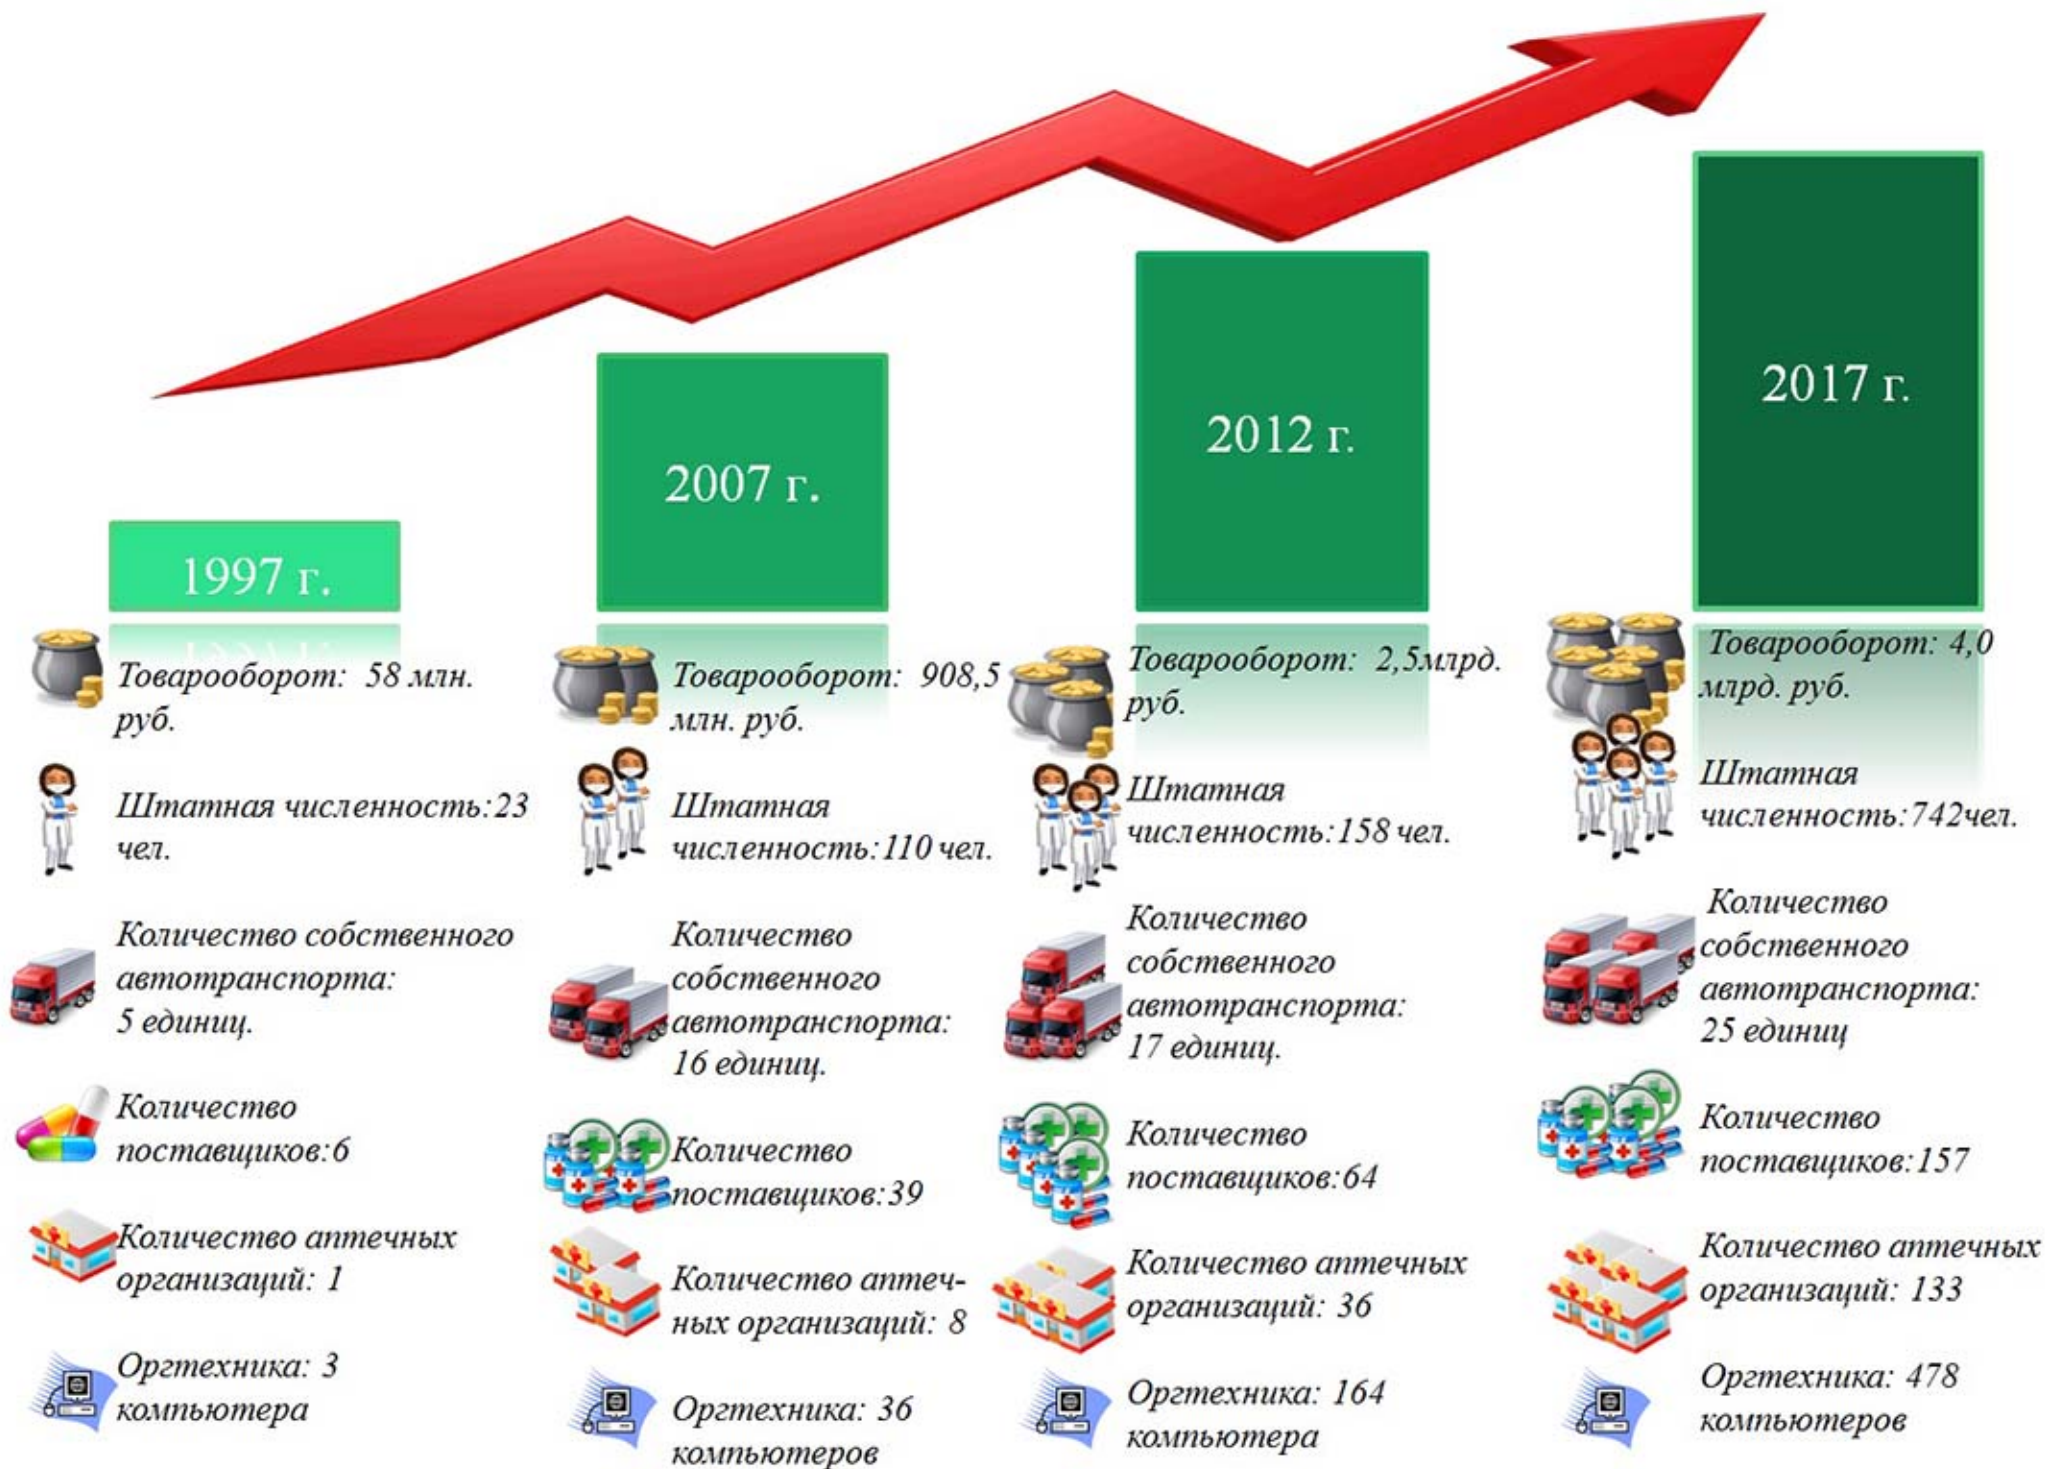 1997 г.
Товарооборот: 58 млн.
руб.
Штатная численность:23
чел.
Количество собственного
автотранспорта:
5 единиц.
Количество
поставщиков:6
Количество аптечных
организаций: 1
Оргтехника: 3
компьютера
2007 г.
Товарооборот: 908,5
млн. руб.
Штатная
численность:110 чел.
Количество
собственного
автотранспорта:
16 единиц.
Количество
поставщиков:39
Количество аптеч-
ных организаций: 8
Оргтехника: 36
компьютеров
2012 г.
Товарооборот: 2,5млрд.
руб.
Штатная
численность:158 чел.
Количество
собственного
автотранспорта:
17 единиц.
Количество
поставщиков:64
Количество аптечных
организаций: 36
Оргтехника: 164
компьютера
2017 г.
Товарооборот: 4,0
млрд. руб.
Штатная
численность:742чел.
Количество
собственного
автотранспорта:
25 единиц
Количество
поставщиков:157
Количество аптечных
организаций: 133
Оргтехника: 478
компьютеров